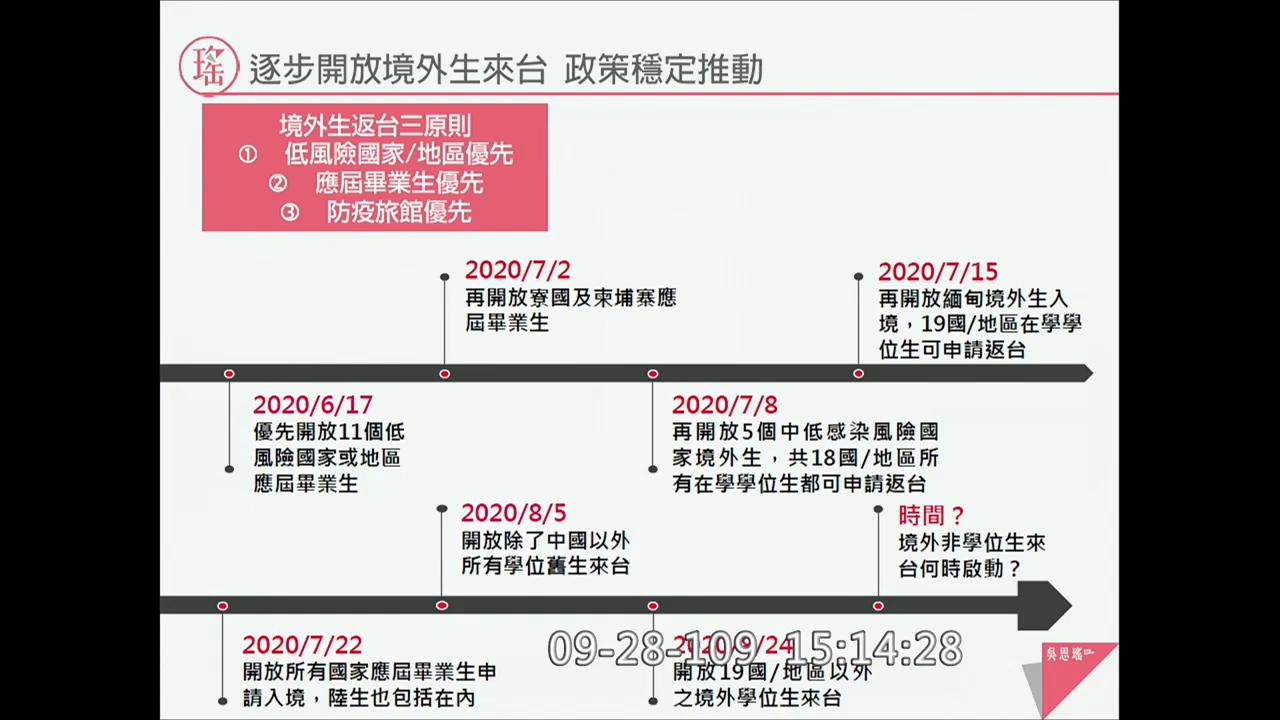 瑤
逐步開放境外生來台 政策穩定推動
境外生返台三原則
① 低風險國家/地區優先
② 應屆畢業生優先
③ 防疫旅館優先
2020/7/2
再開放寮國及柬埔寨應
屆畢業生
2020/7/15
再開放緬甸境外生入
境，19國/地區在學學
位生可申請返台
2020/6/17
優先開放11個低
風險國家或地區
應屆畢業生
2020/7/8
再開放5個中低感染風險國
家境外生，共18國/地區所
有在學學位生都可申請返台
2020/8/5
開放除了中國以外
所有學位舊生來台
時間？
境外非學位生來
台何時啟動？
2020/7/22
開放所有國家應屆畢業生申
請入境，陸生也包括在內
2020/9/24
開放19國/地區以外
之境外學位生來台
09-28-109 15:14:28
吳思瑤